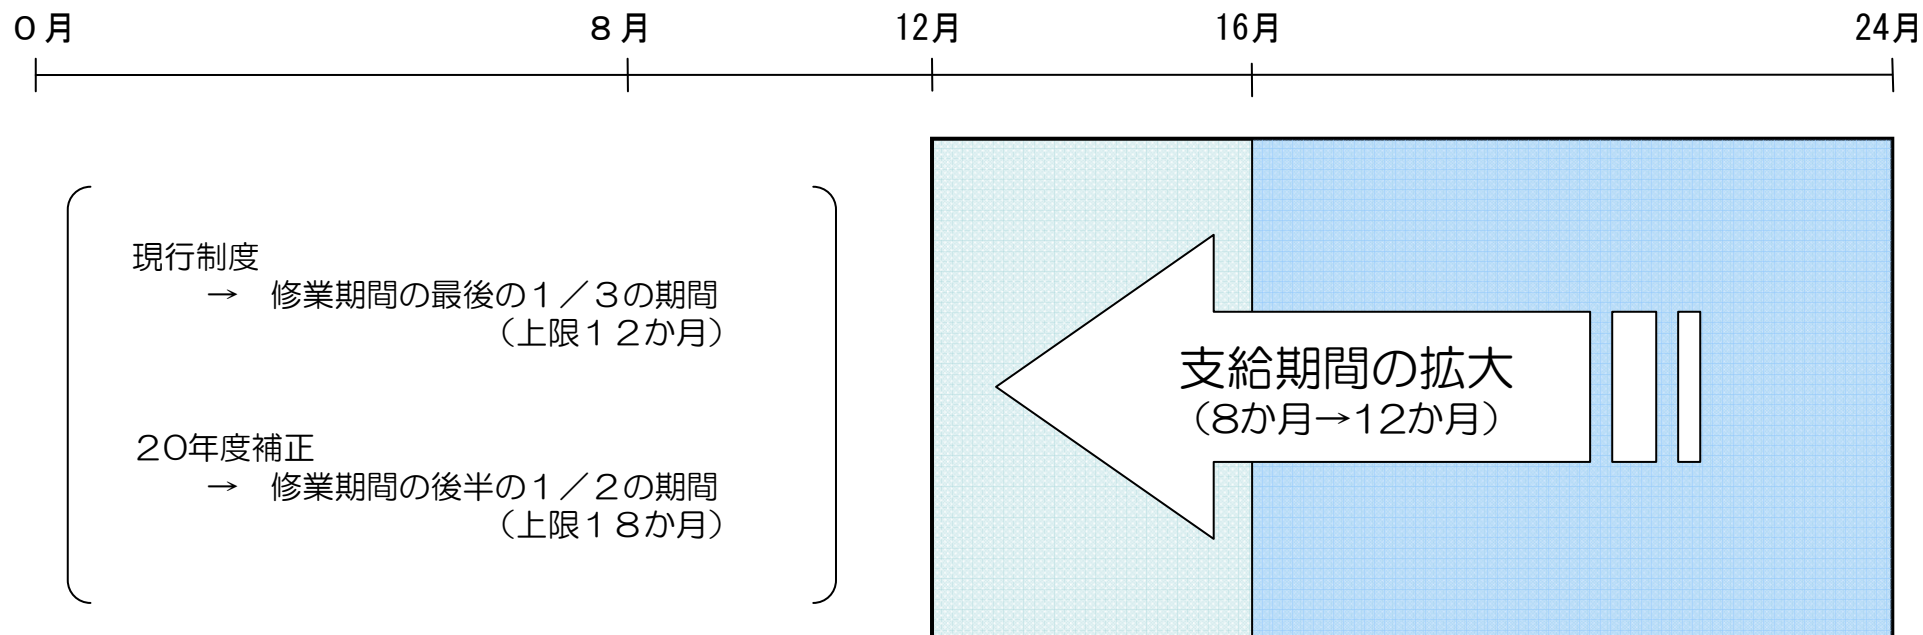 ０月 ８月 12月 16月 24月
現行制度
→　修業期間の最後の１／３の期間
（上限１２か月）
２０年度補正
→　修業期間の後半の１／２の期間
（上限１８か月）
支給期間の拡大
（8か月→12か月）